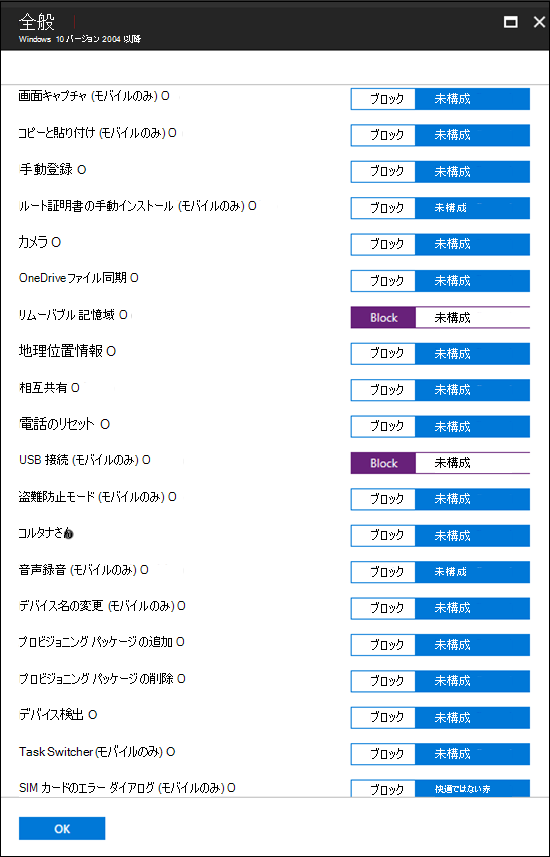 全般
Windows 10 バージョン 2004 以降
画面キャプチャ (モバイルのみ) O ブロック 未構成
コピーと貼り付け (モバイルのみ) O ブロック 未構成
手動登録 O ブロック 未構成
ルート証明書の手動インストール (モバイルのみ) O ブロック 未構成
カメラ O ブロック 未構成
OneDriveファイル同期 O ブロック 未構成
リムーバブル 記憶域 O Block 未構成
地理位置情報 O ブロック 未構成
相互共有 O ブロック 未構成
電話のリセット O ブロック 未構成
USB 接続 (モバイルのみ) O Block 未構成
盗難防止モード (モバイルのみ) O ブロック 未構成
コルタナさん ブロック 未構成
音声録音 (モバイルのみ) O ブロック 未構成
デバイス名の変更 (モバイルのみ) O ブロック 未構成
プロビジョニング パッケージの追加 O ブロック 未構成
プロビジョニング パッケージの削除 O ブロック 未構成
デバイス検出 O ブロック 未構成
Task Switcher (モバイルのみ) O ブロック 未構成
SIM カードのエラー ダイアログ (モバイルのみ) O ブロック 快適ではない赤
OK